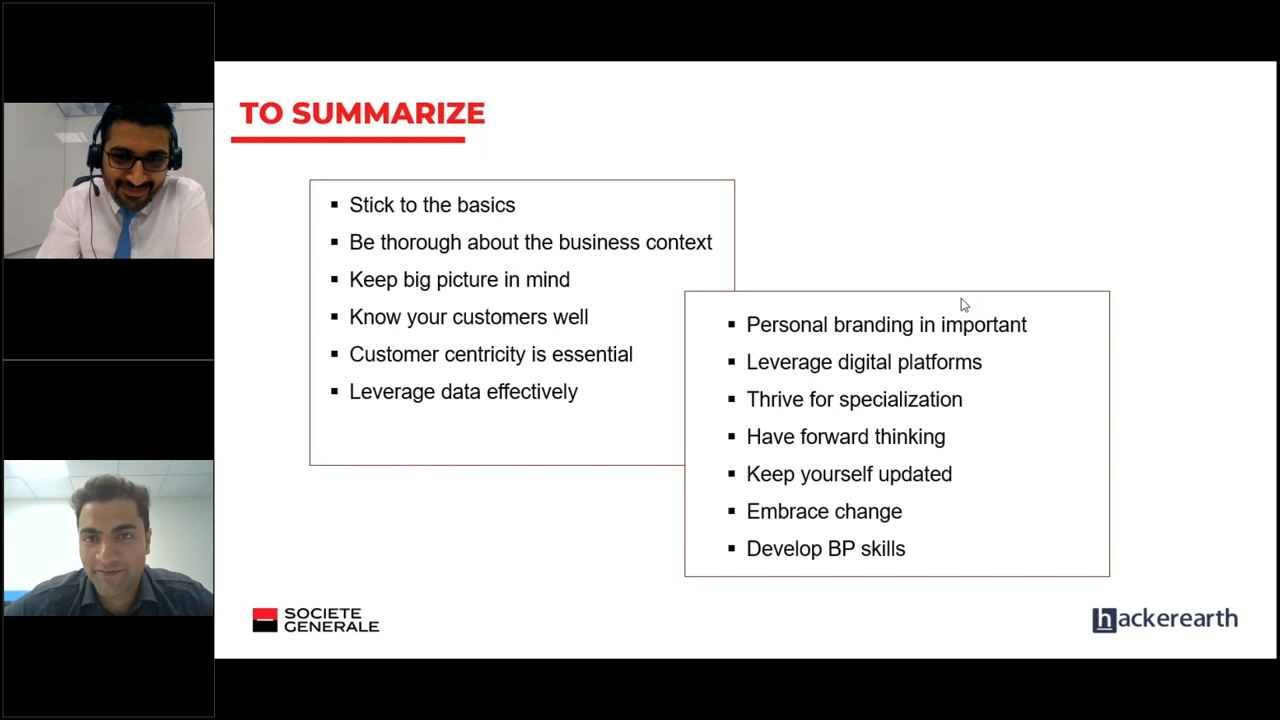 TO SUMMARIZE
▪ Stick to the basics
▪ Be thorough about the business context
▪ Keep big picture in mind
▪ Know your customers well
▪ Customer centricity is essential
▪ Leverage data effectively
▪ Personal branding in important
▪ Leverage digital platforms
▪ Thrive for specialization
▪ Have forward thinking
▪ Keep yourself updated
▪ Embrace change
▪ Develop BP skills
SOCIETE
GENERALE
hackerearth